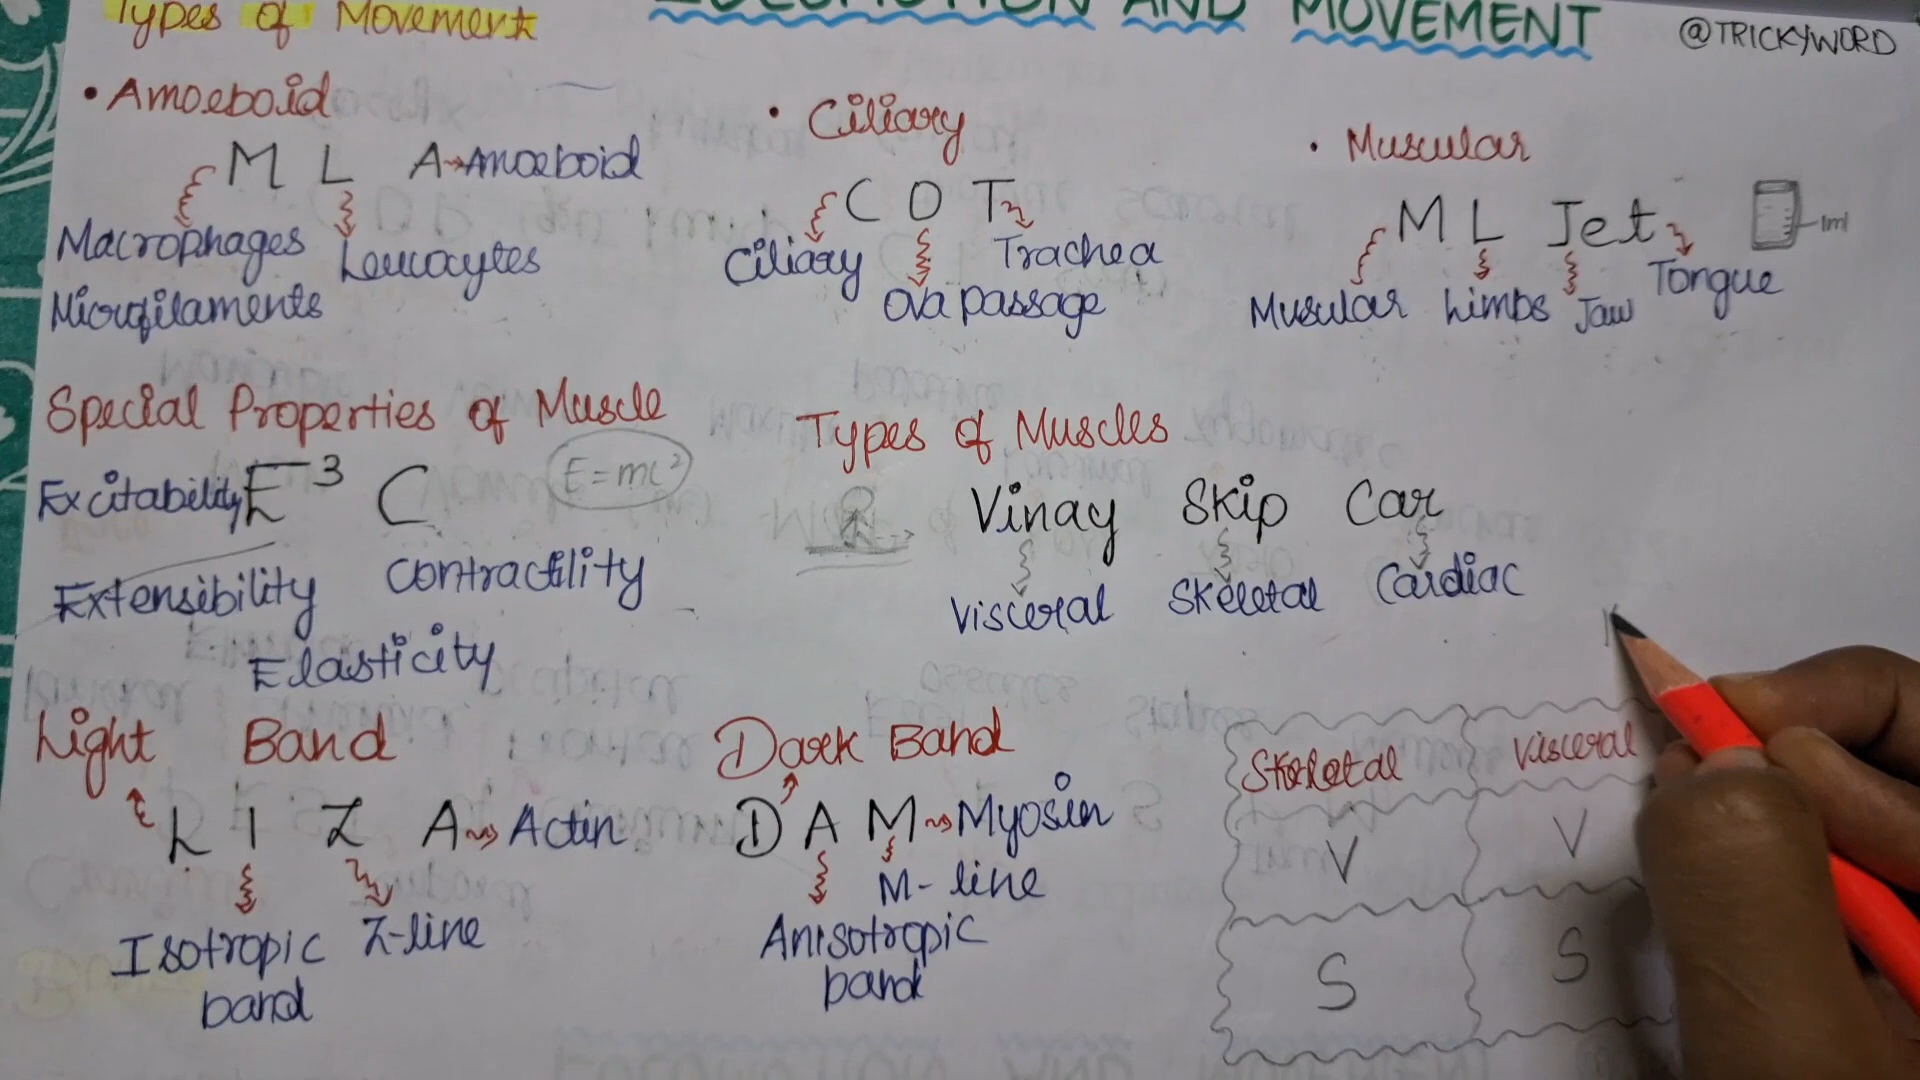 Types of Movement
LOCOMOTION AND MOVEMENT
@TRICKYWORD
• Amoeboid
M L A → Amoeboid
Macrophages Leucocytes
Microfilaments
• Ciliary
C O T
Ciliary Trachea
Ova passage
• Muscular
M L Jet
Tongue
Muscular Limbs Jaw
1ml
Special Properties of Muscle
E³ C
E=mc²
Excitability
Extensibility Contractility
Elasticity
Types of Muscles
Vinay Skip Car
Visceral Skeletal Cardiac
Light Band
L I Z A → Actin
Isotropic Z-line
band
Dark Band
D A M → Myosin
M-line
Anisotropic
band
Skeletal Visceral
V V
S S